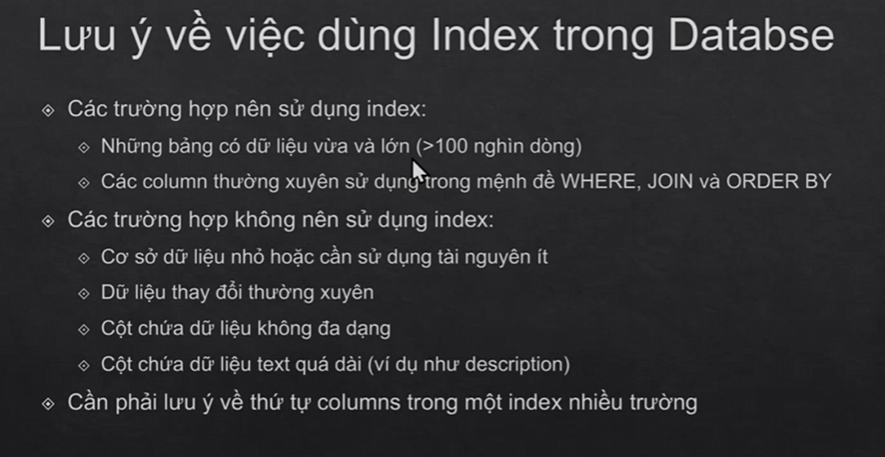 Lưu ý về việc dùng Index trong Databse
Các trường hợp nên sử dụng index:
Những bảng có dữ liệu vừa và lớn (>100 nghìn dòng)
Các column thường xuyên sử dụng trong mệnh đề WHERE, JOIN và ORDER BY
Các trường hợp không nên sử dụng index:
Cơ sở dữ liệu nhỏ hoặc cần sử dụng tài nguyên ít
Dữ liệu thay đổi thường xuyên
Cột chứa dữ liệu không đa dạng
Cột chứa dữ liệu text quá dài (ví dụ như description)
Cần phải lưu ý về thứ tự columns trong một index nhiều trường